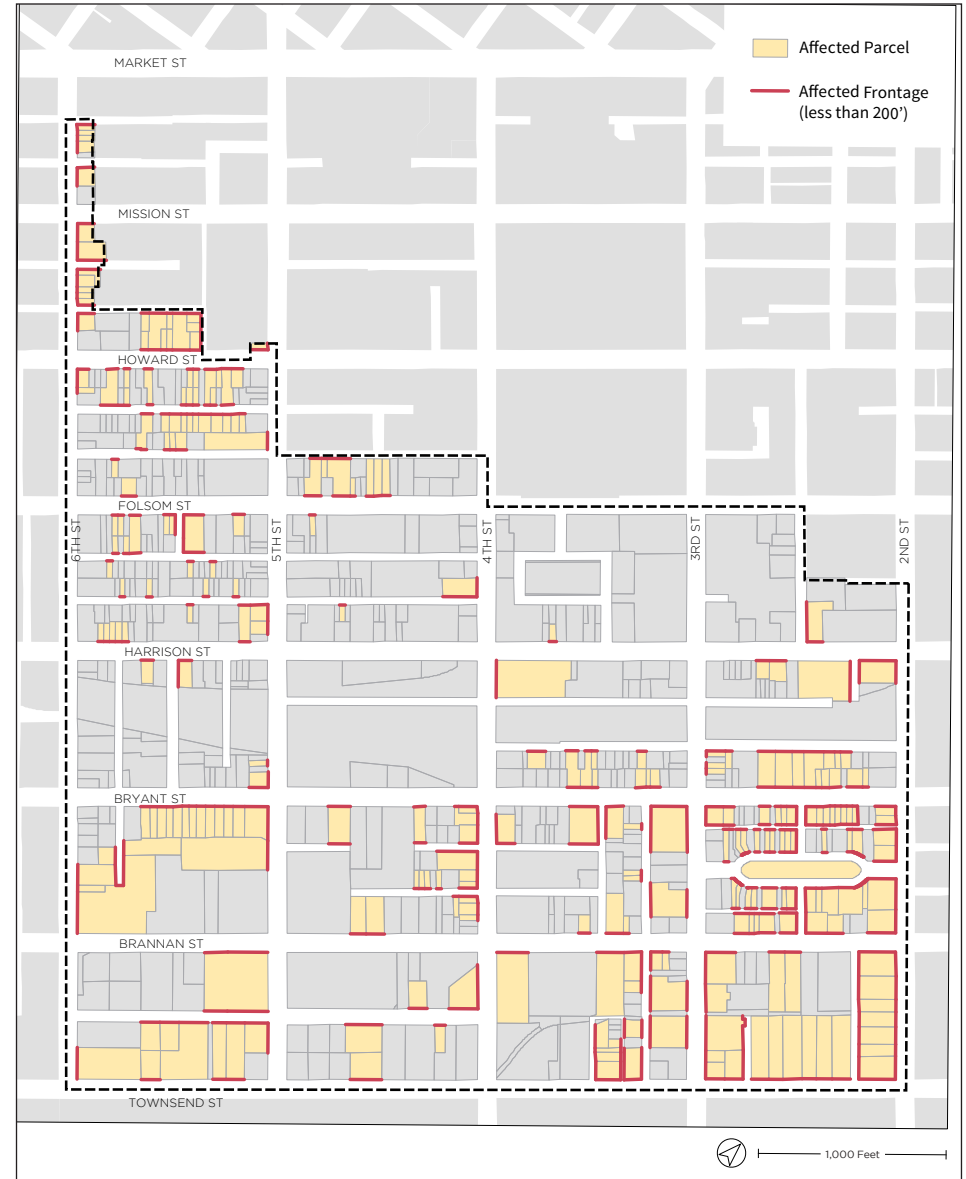 MARKET ST
Affected Parcel
Affected Frontage
(less than 200’)
MISSION ST
HOWARD ST
FOLSOM ST
6TH ST
5TH ST
4TH ST
3RD ST
2ND ST
HARRISON ST
BRYANT ST
BRANNAN ST
TOWNSEND ST
1,000 Feet